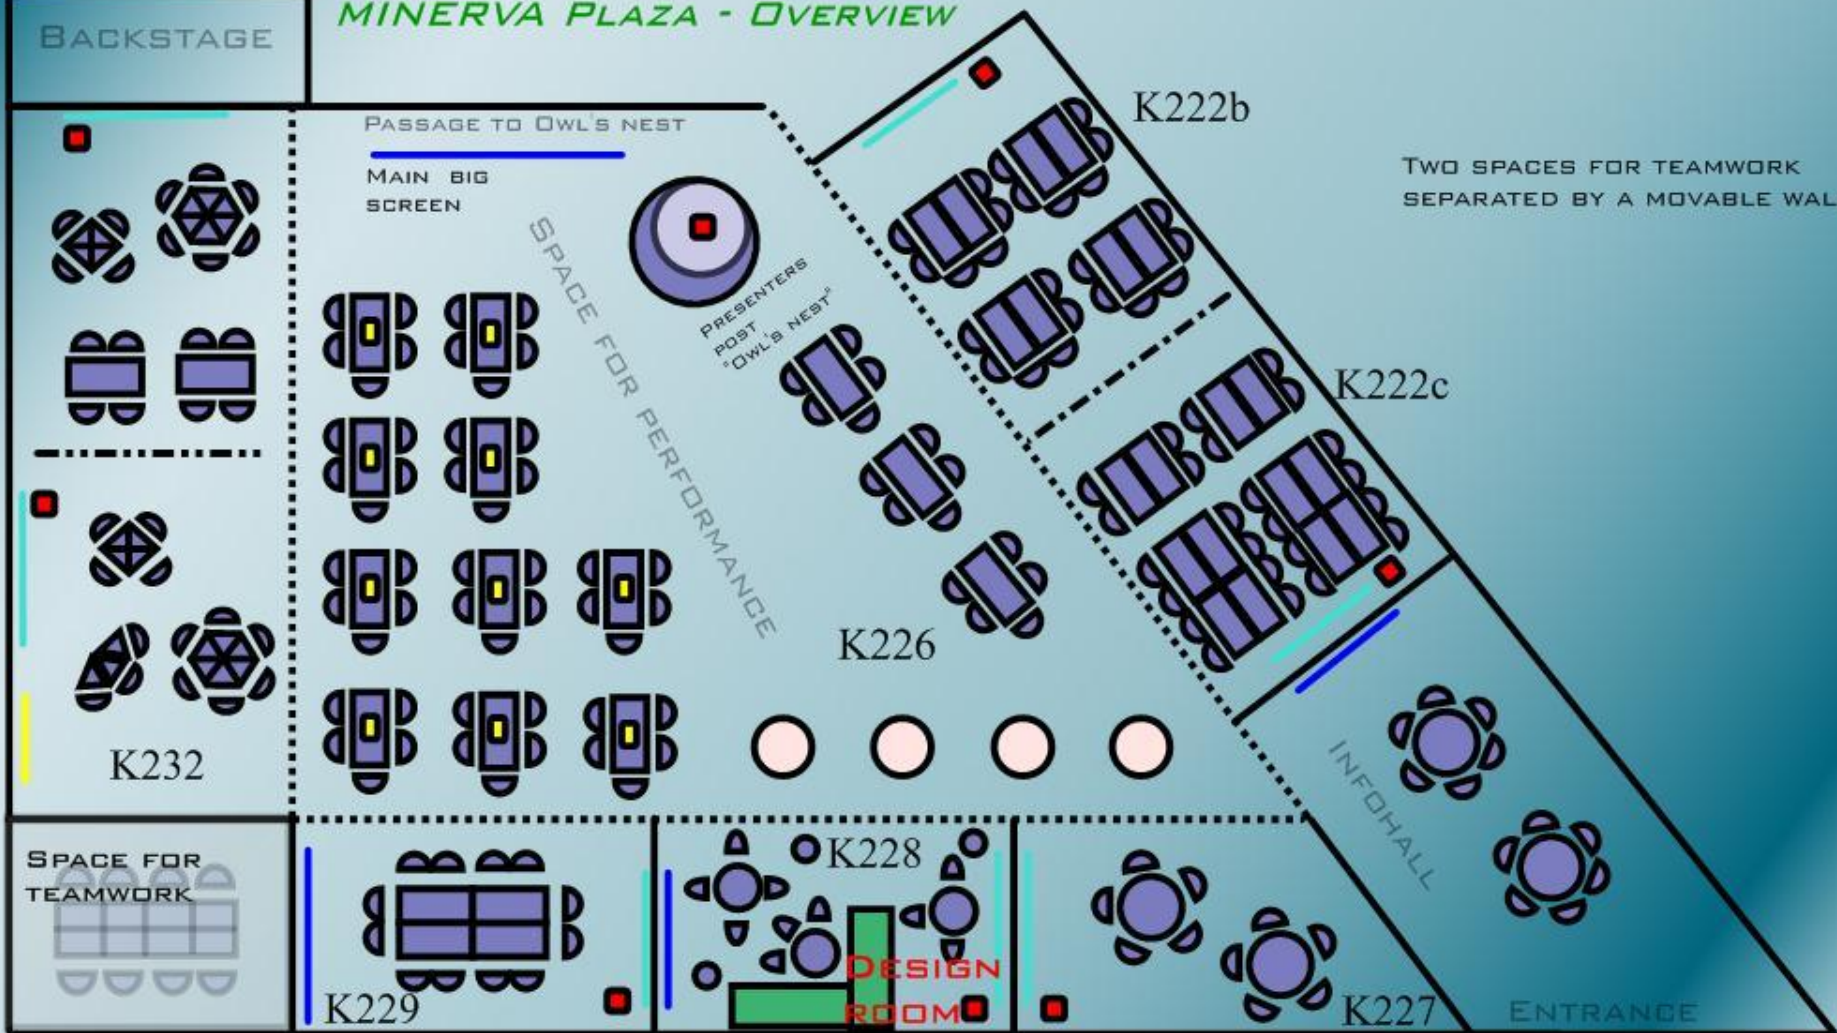 MINERVA PLAZA - OVERVIEW
BACKSTAGE
K222b
PASSAGE TO OWL'S NEST
MAIN BIG
SCREEN
TWO SPACES FOR TEAMWORK
SEPARATED BY A MOVABLE WAL
SPACE FOR PERFORMANCE
PRESENTERS
POST
"OWL'S NEST"
K222c
K226
K232
INFOHALL
SPACE FOR
TEAMWORK
K228
DESIGN
ROOM
K229
K227
ENTRANCE